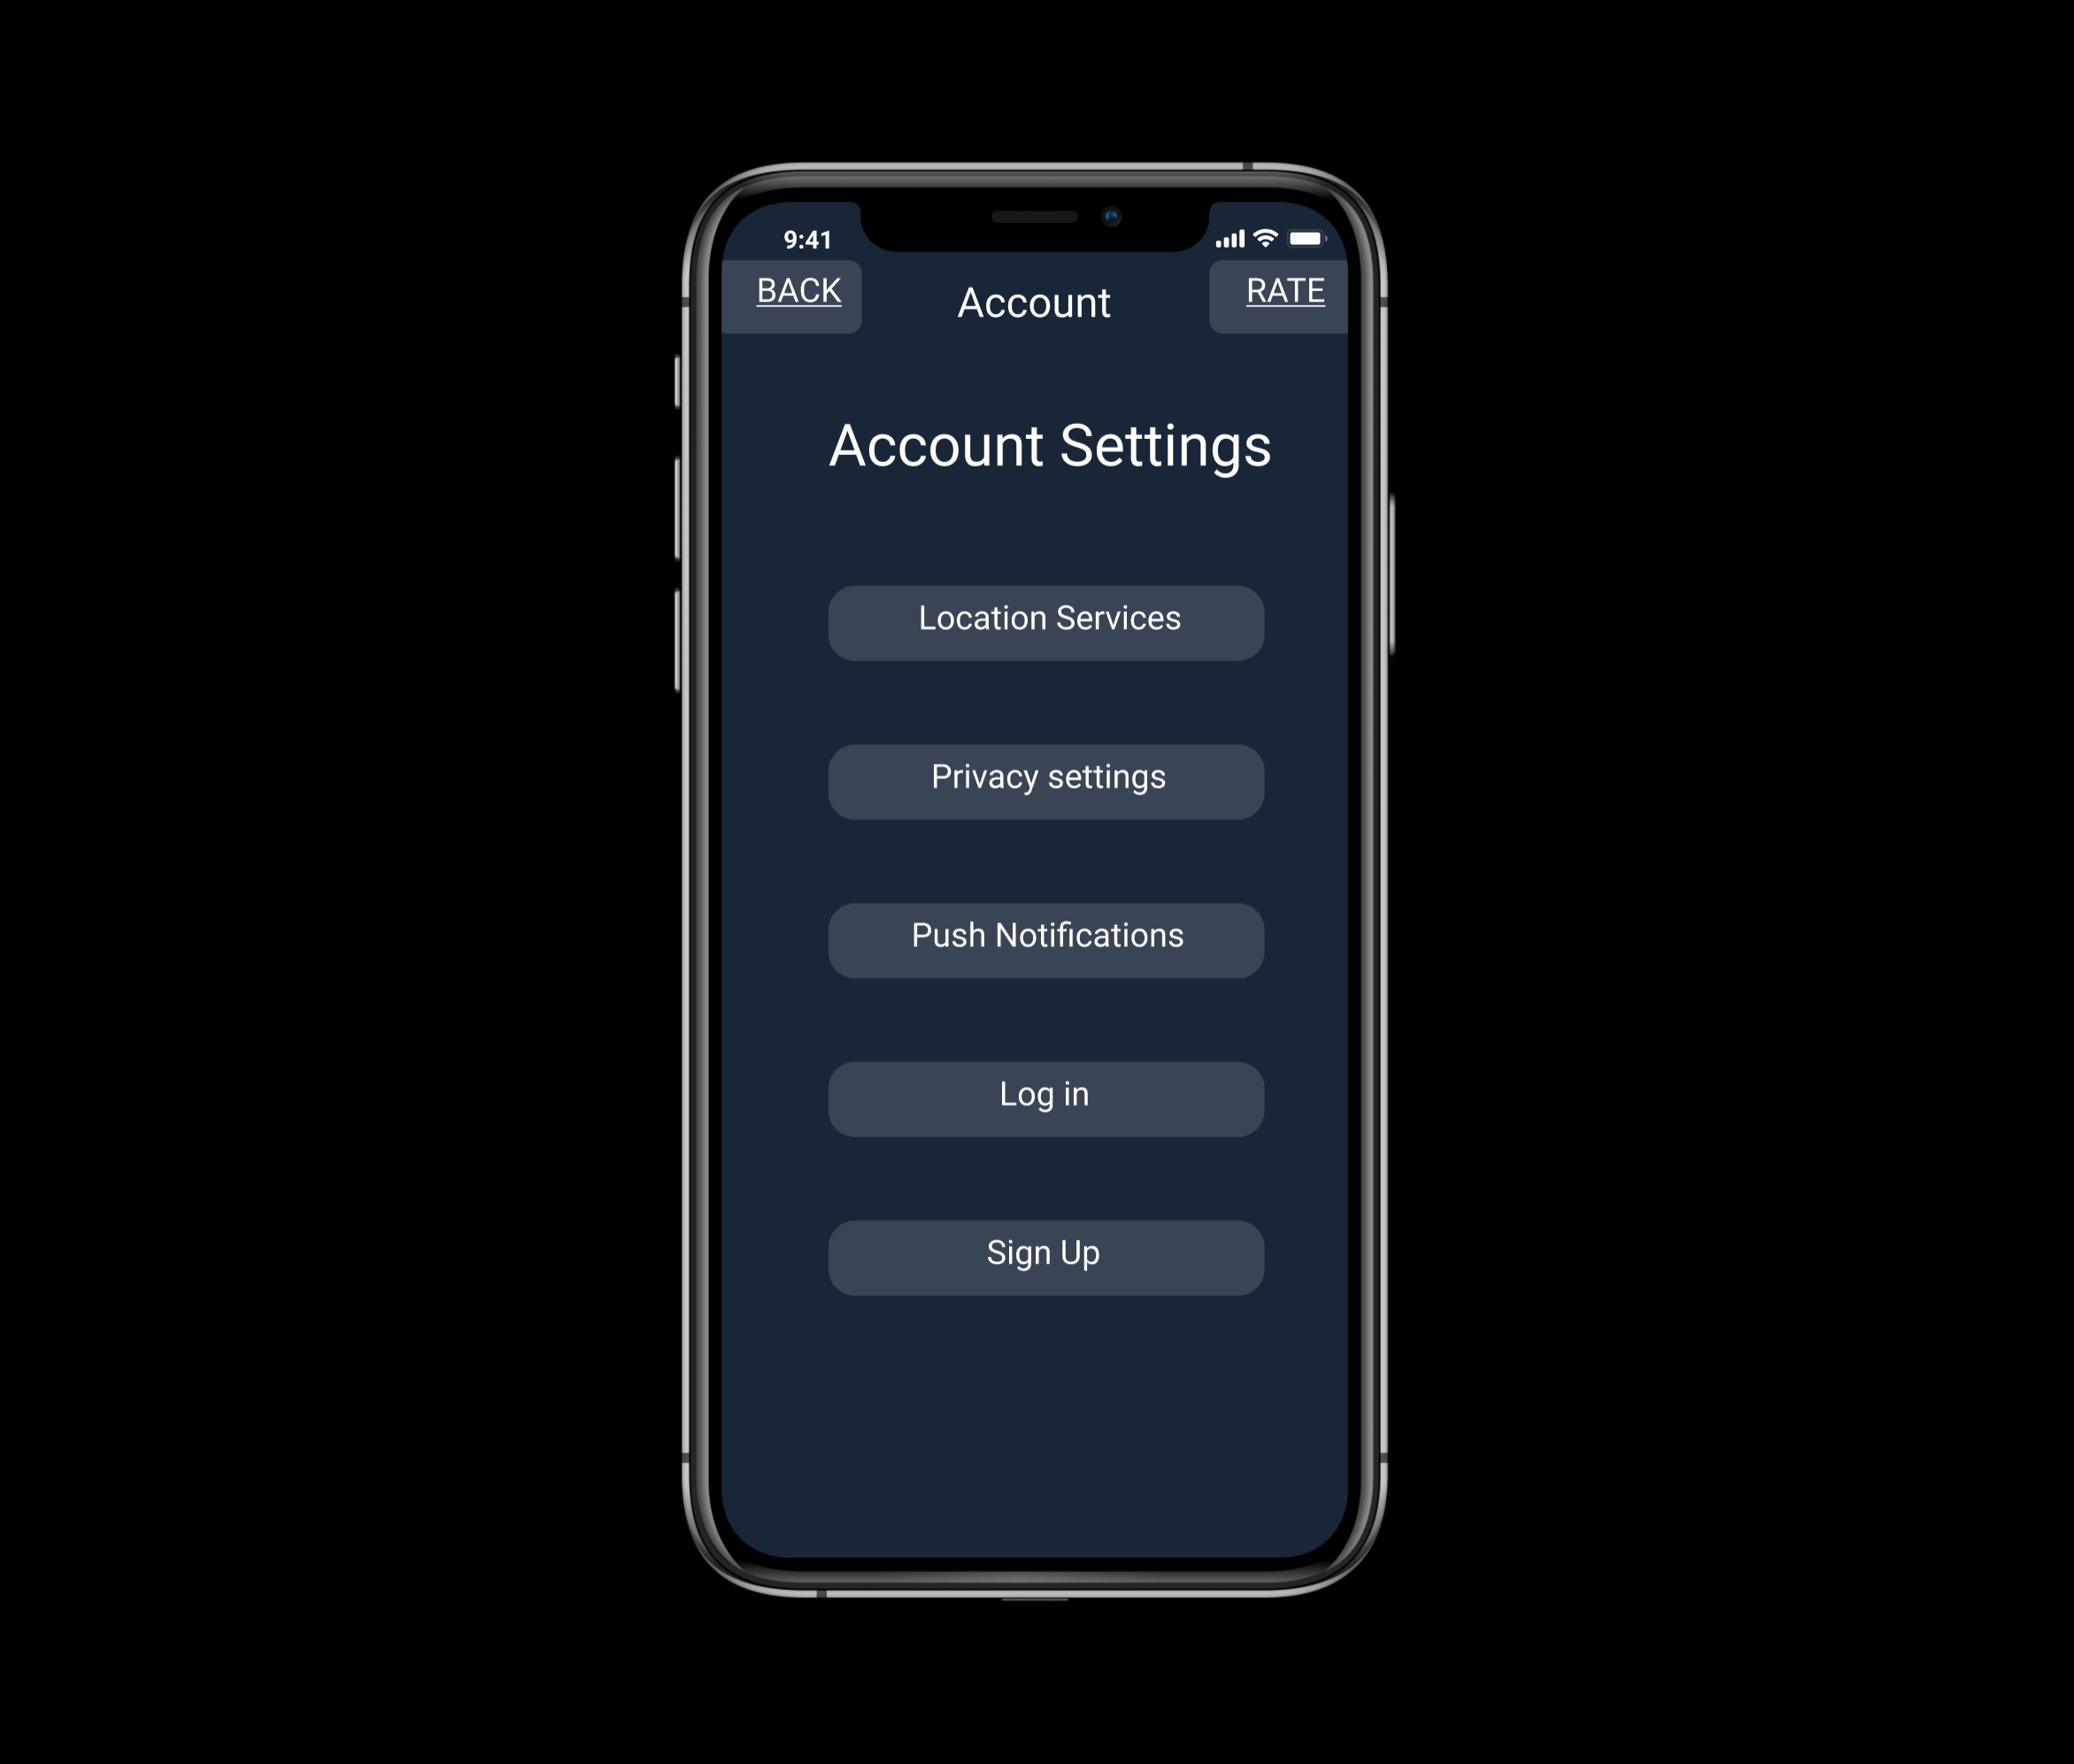 9:41
BACK
Account
RATE
Account Settings
Location Services
Privacy settings
Push Notifications
Log in
Sign Up